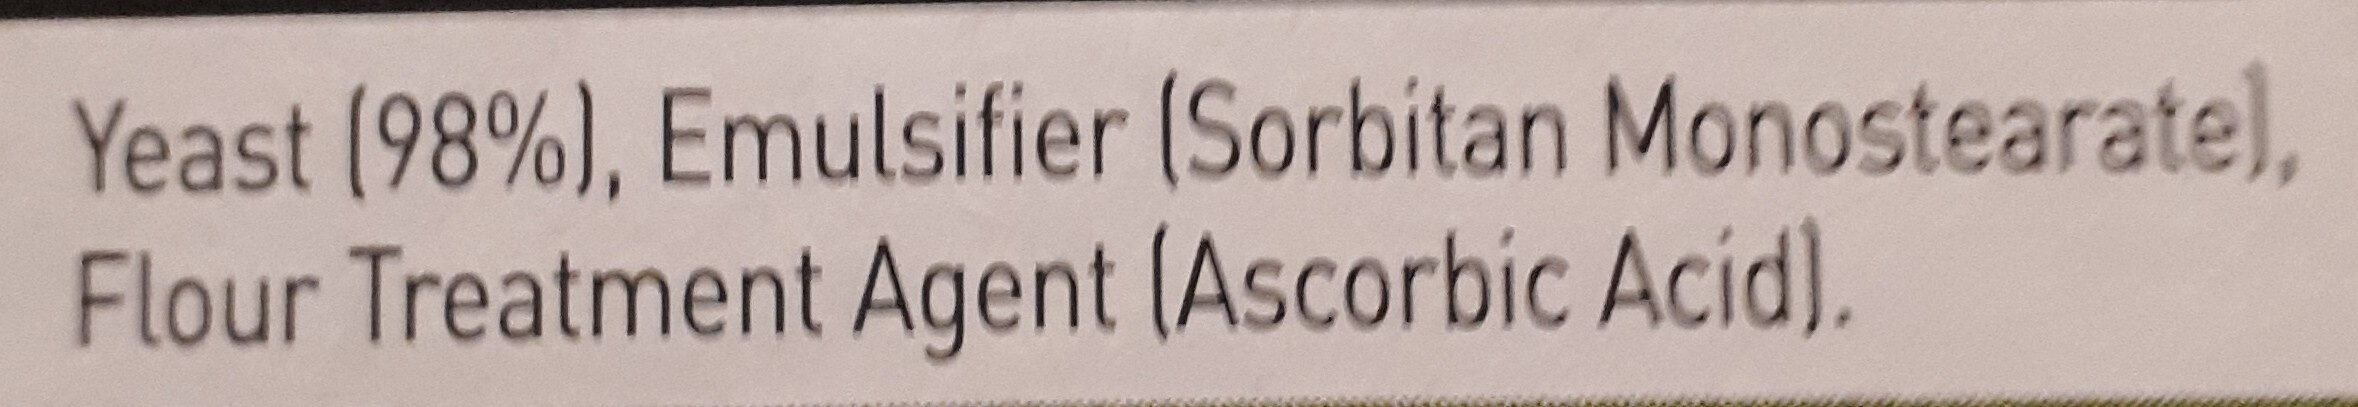 Yeast (98%), Emulsifier (Sorbitan Monostearate),
Flour Treatment Agent (Ascorbic Acid).